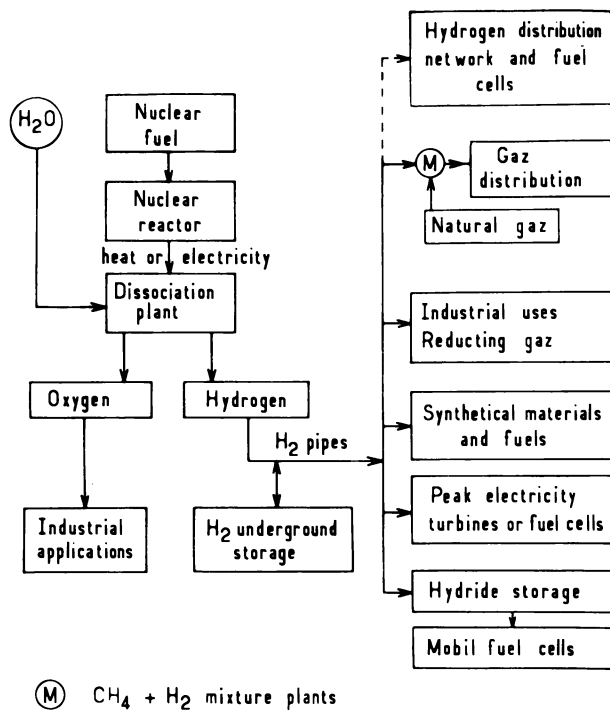 H2O
Nuclear
fuel
Nuclear
reactor
heat or electricity
Dissociation
plant
Oxygen
Hydrogen
H2 pipes
Industrial
applications
H2 underground
storage
Hydrogen distribution
network and fuel
cells
M
Gaz
distribution
Natural gaz
Industrial uses
Reducting gaz
Synthetical materials
and fuels
Peak electricity
turbines or fuel cells
Hydride storage
Mobil fuel cells
M CH4 + H2 mixture plants